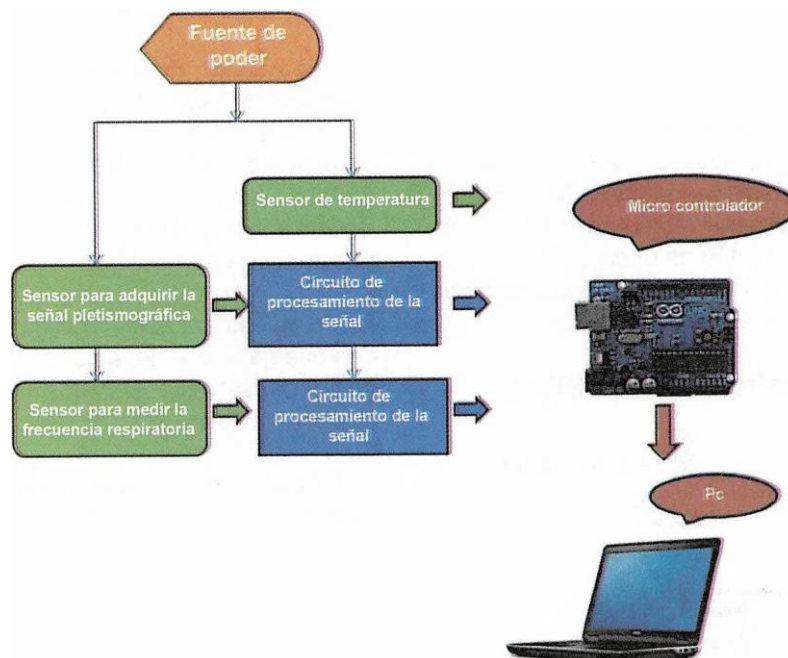 Fuente de
poder
Sensor de temperatura
Micro controlador
Sensor para adquirir la
señal pletismográfica
Circuito de
procesamiento de la
señal
Sensor para medir la
frecuencia respiratoria
Circuito de
procesamiento de la
señal
Pc